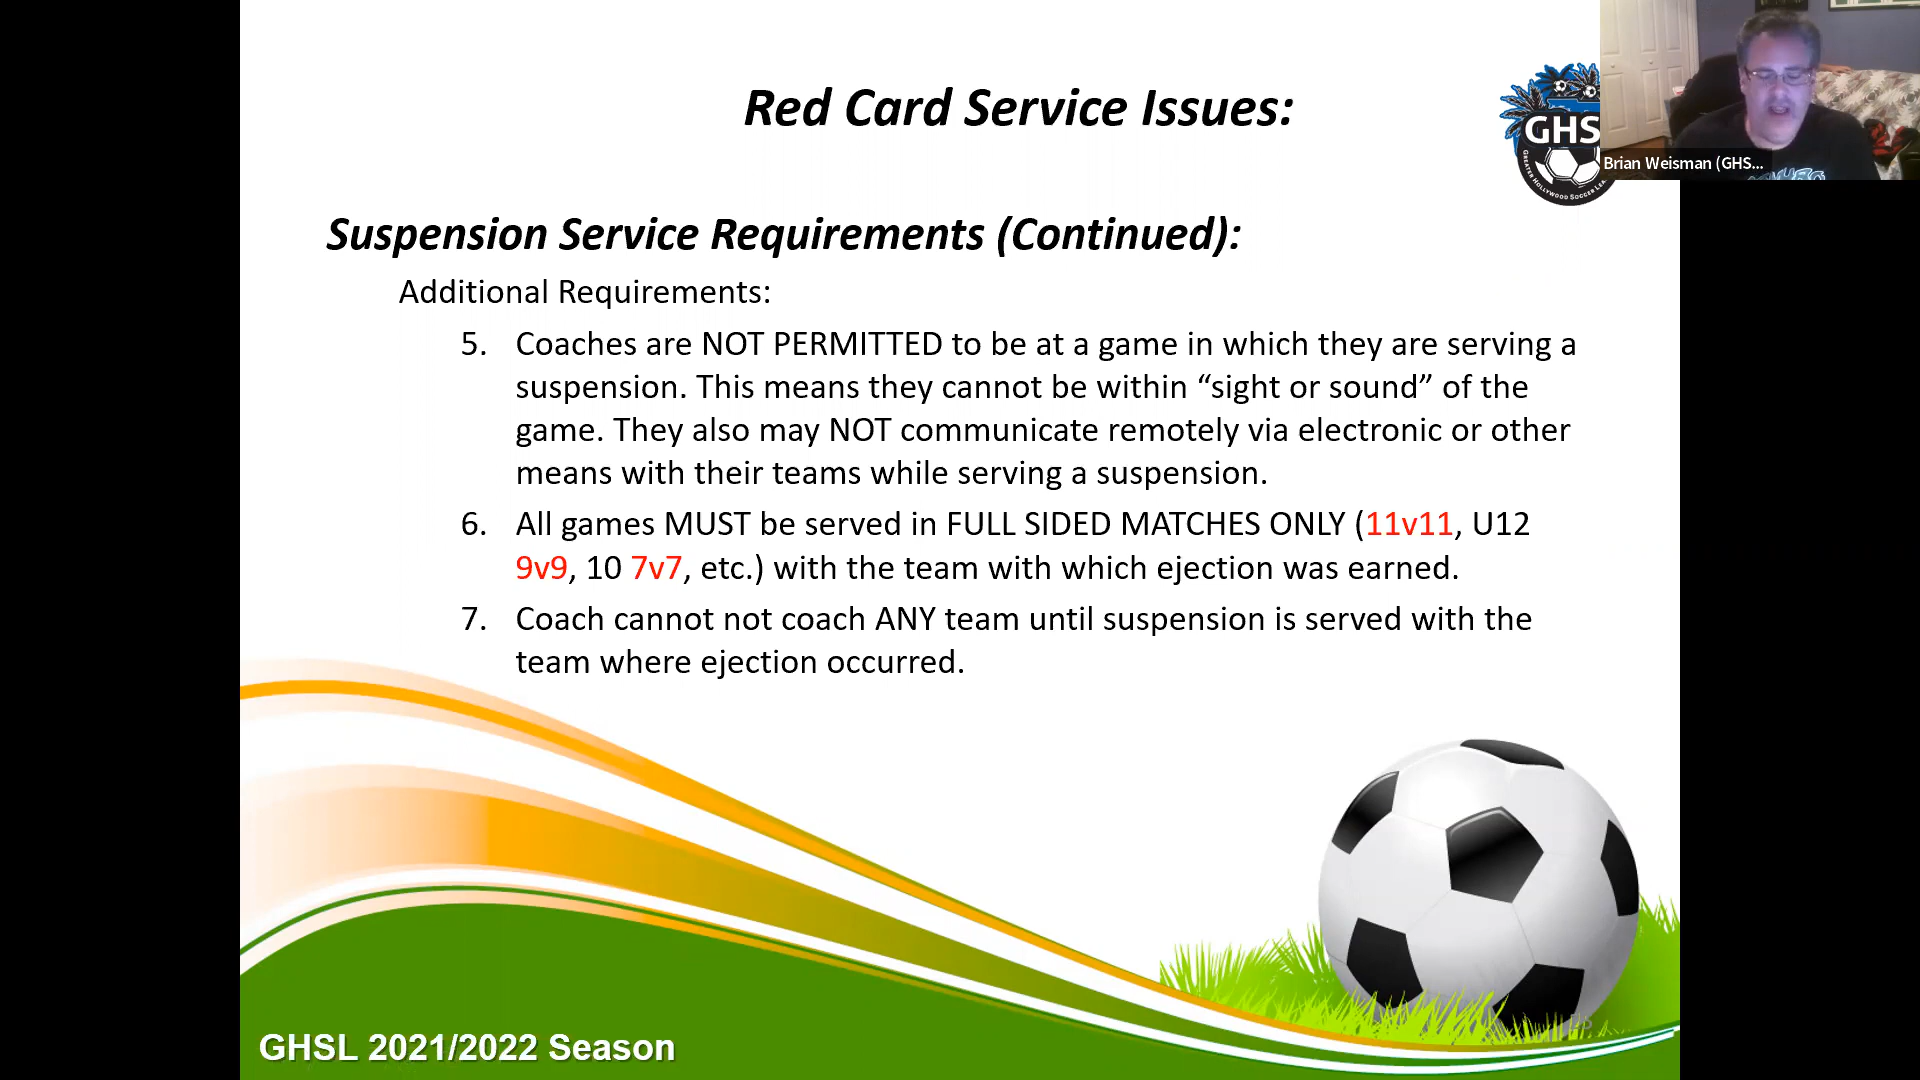 Red Card Service Issues:
GHS
GREATER HOLLYWOOD SOCCER LEA
Brian Weisman (GHS...
Suspension Service Requirements (Continued):
Additional Requirements:
5. Coaches are NOT PERMITTED to be at a game in which they are serving a
suspension. This means they cannot be within “sight or sound” of the
game. They also may NOT communicate remotely via electronic or other
means with their teams while serving a suspension.
6. All games MUST be served in FULL SIDED MATCHES ONLY (11v11, U12
9v9, 10 7v7, etc.) with the team with which ejection was earned.
7. Coach cannot not coach ANY team until suspension is served with the
team where ejection occurred.
GHSL 2021/2022 Season